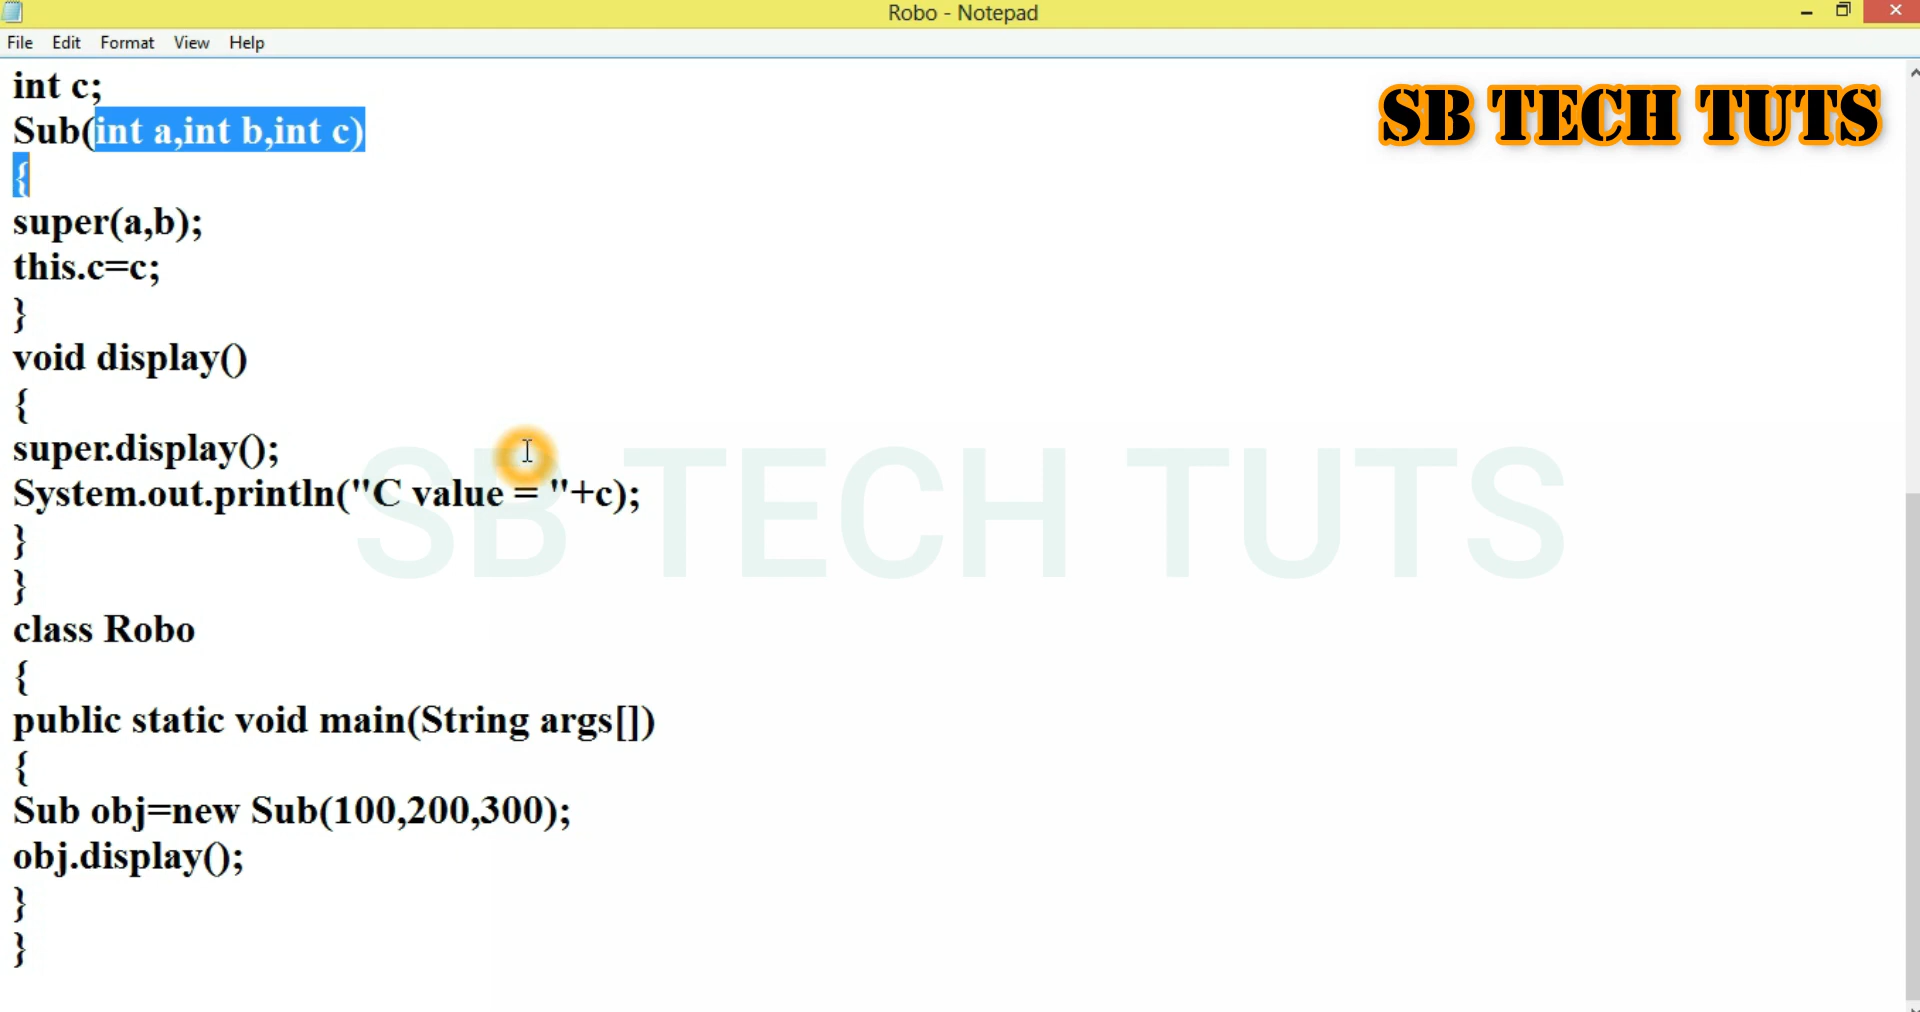 Robo - Notepad
File Edit Format View Help
int c;
SB TECH TUTS
Sub(int a,int b,int c)
{
super(a,b);
this.c=c;
}
void display()
{
super.display();
System.out.println("C value = "+c);
SB TECH TUTS
}
}
class Robo
{
public static void main(String args[])
{
Sub obj=new Sub(100,200,300);
obj.display();
}
}